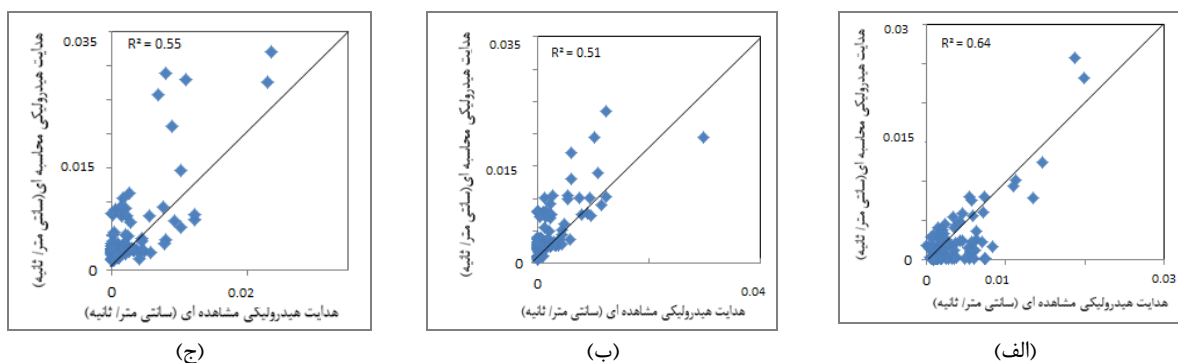 R² = 0.64
0.03
0.015
0
0
0.01
0.03
هدایت هیدرولیکی محاسبه ای(سانتی متر/ ثانیه)
هدایت هیدرولیکی مشاهده ای (سانتی متر/ ثانیه)
(الف)
R² = 0.51
0.035
0.015
0
0
0.04
هدایت هیدرولیکی محاسبه ای(سانتی متر/ ثانیه)
هدایت هیدرولیکی مشاهده ای (سانتی متر/ ثانیه)
(ب)
R² = 0.55
0.035
0.015
0
0
0.02
هدایت هیدرولیکی محاسبه ای(سانتی متر/ ثانیه)
هدایت هیدرولیکی مشاهده ای (سانتی متر/ ثانیه)
(ج)